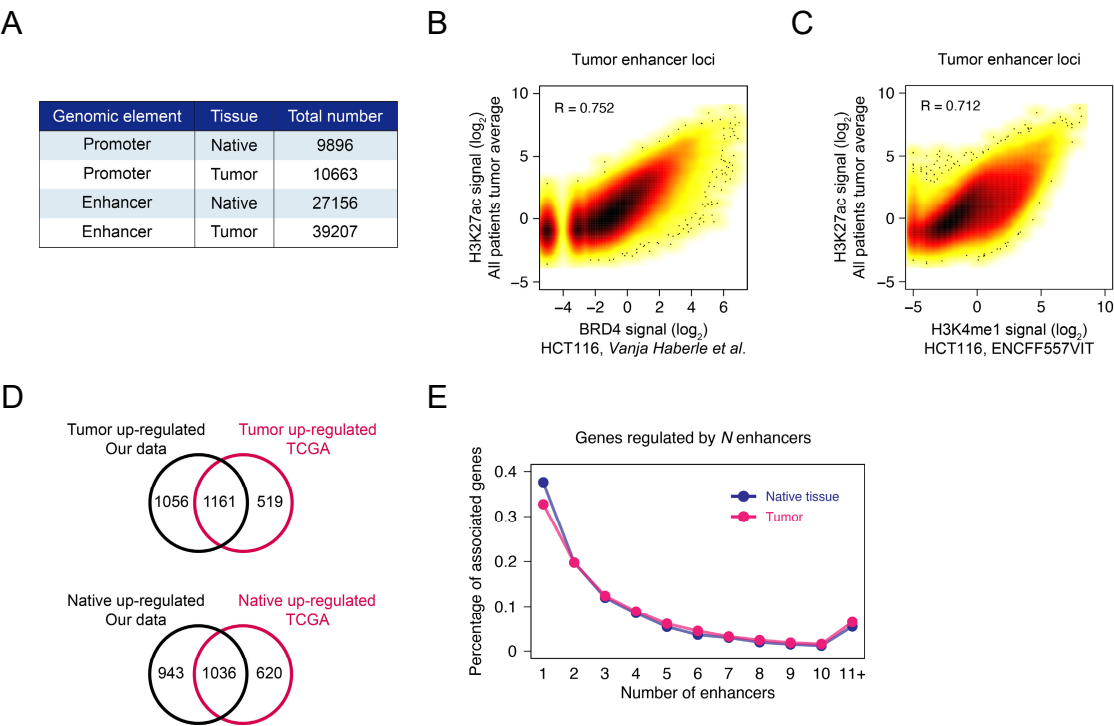 A
Genomic element Tissue Total number
Promoter Native 9896
Promoter Tumor 10663
Enhancer Native 27156
Enhancer Tumor 39207
B
Tumor enhancer loci
R = 0.752
H3K27ac signal (log2)
All patients tumor average
10
5
0
−5
−4 −2 0 2 4 6
BRD4 signal (log2)
HCT116, Vanja Haberle et al.
C
Tumor enhancer loci
R = 0.712
H3K27ac signal (log2)
All patients tumor average
10
5
0
−5
−5 0 5 10
H3K4me1 signal (log2)
HCT116, ENCFF557VIT
D
Tumor up-regulated
Our data
Tumor up-regulated
TCGA
1056 1161 519
Native up-regulated
Our data
Native up-regulated
TCGA
943 1036 620
E
Genes regulated by N enhancers
Percentage of associated genes
0.4
0.3
0.2
0.1
0
Native tissue
Tumor
1 2 3 4 5 6 7 8 9 10 11+
Number of enhancers